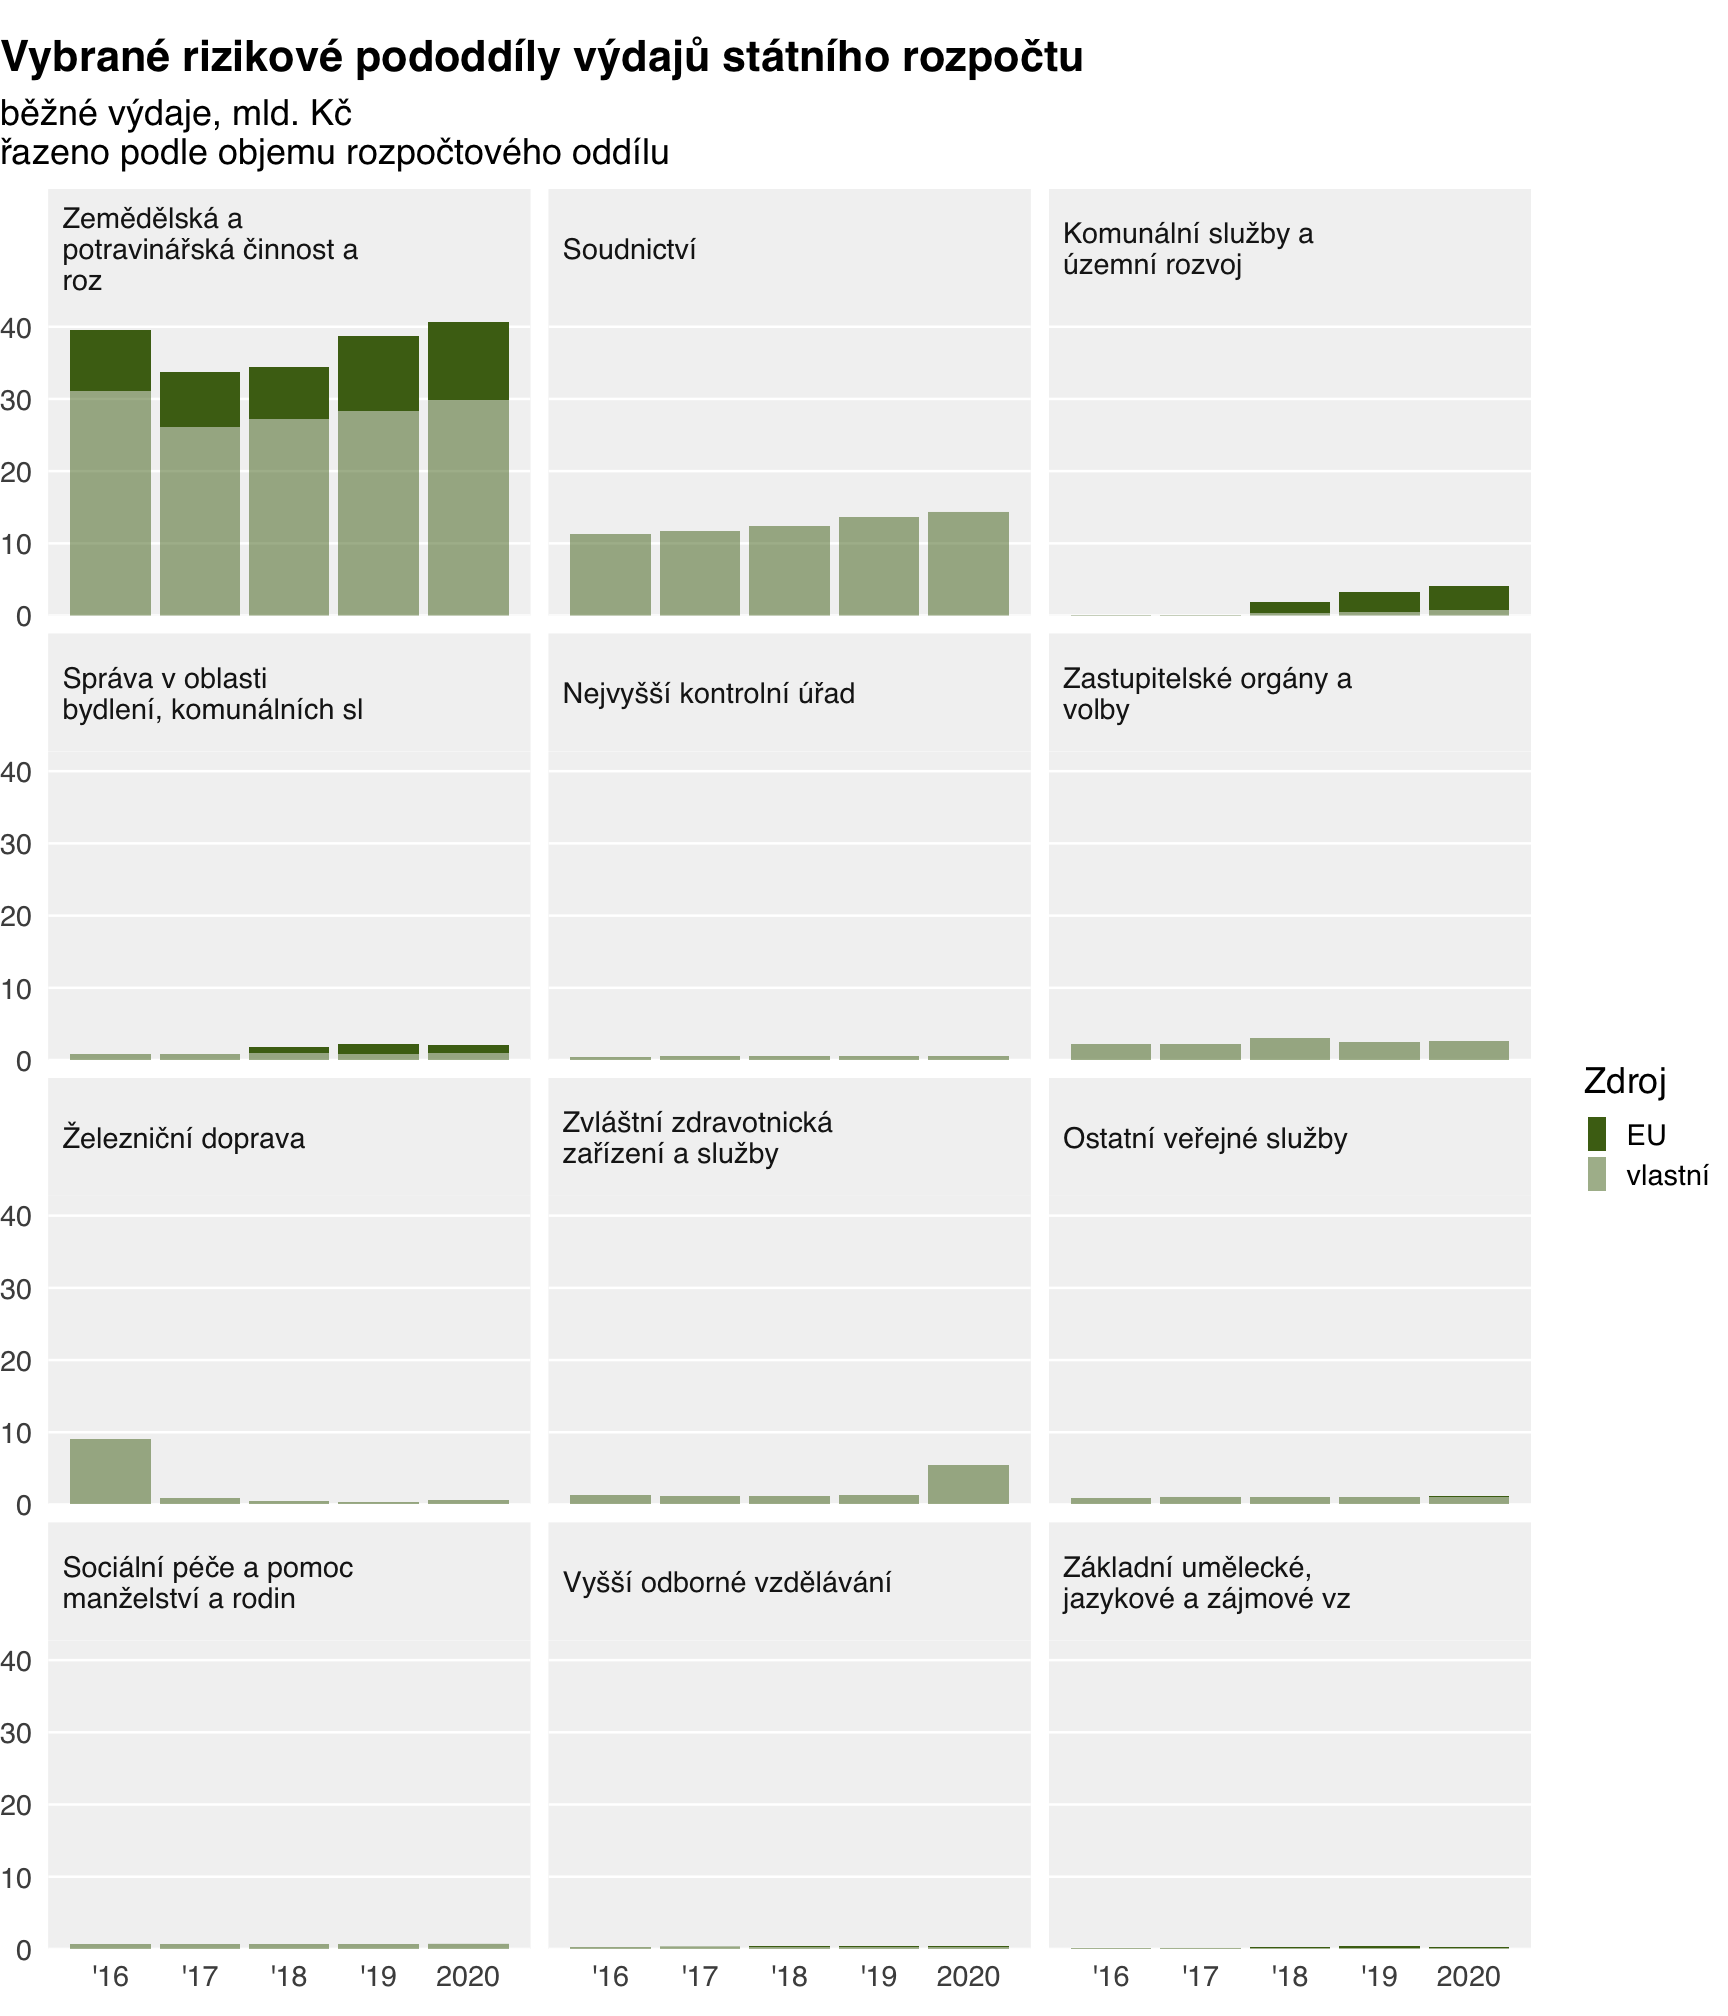 Vybrané rizikové pododdíly výdajů státního rozpočtu
běžné výdaje, mld. Kč
řazeno podle objemu rozpočtového oddílu
Zemědělská a
potravinářská činnost a
roz
Soudnictví
Komunální služby a
územní rozvoj
40
30
20
10
0
Správa v oblasti
bydlení, komunálních sl
Nejvyšší kontrolní úřad
Zastupitelské orgány a
volby
40
30
20
10
0
Železniční doprava
Zvláštní zdravotnická
zařízení a služby
Ostatní veřejné služby
40
30
20
10
0
Sociální péče a pomoc
manželství a rodin
Vyšší odborné vzdělávání
Základní umělecké,
jazykové a zájmové vz
40
30
20
10
0
'16 '17 '18 '19 2020
'16 '17 '18 '19 2020
'16 '17 '18 '19 2020
Zdroj
EU
vlastní